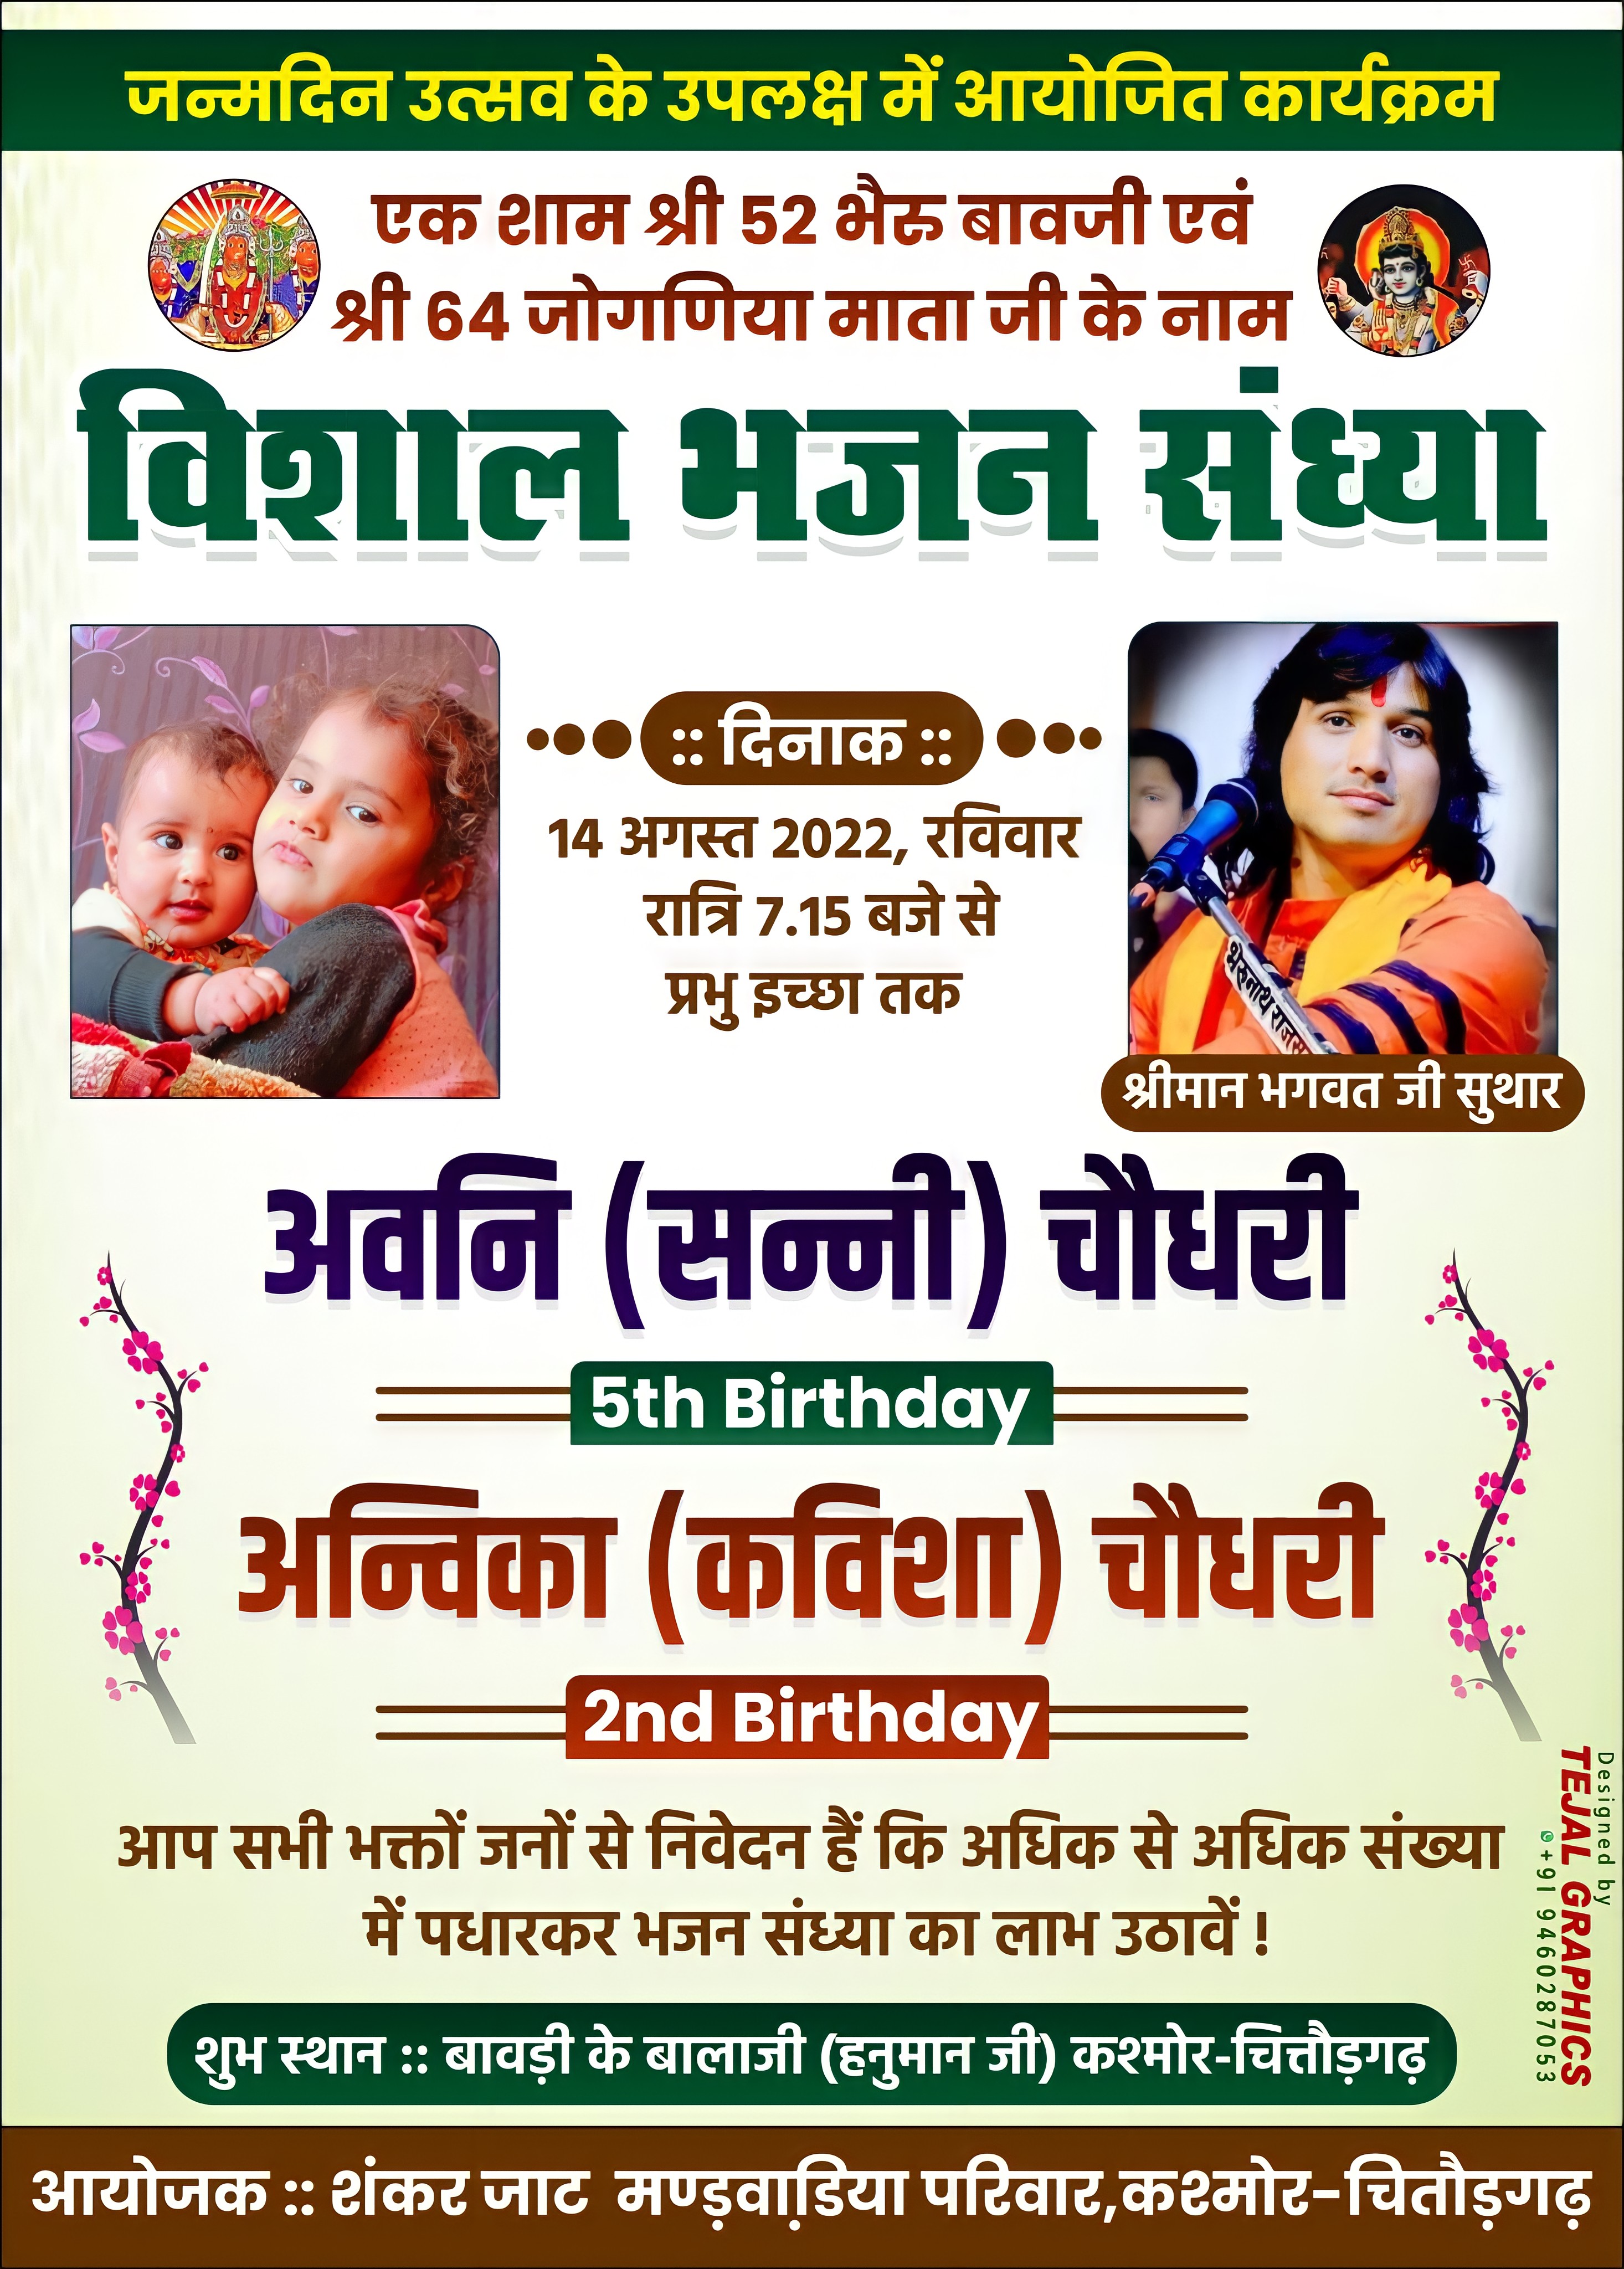 जन्मदिन उत्सव के उपलक्ष में आयोजित कार्यक्रम
एक शाम श्री 52 भैरु बावजी एवं
श्री 64 जोगणिया माता जी के नाम
विशाल भजन संध्या
:: दिनाक ::
14 अगस्त 2022, रविवार
रात्रि 7.15 बजे से
प्रभु इच्छा तक
भैरुनाथ
श्रीमान भगवत जी सुथार
अवनि (सन्नी) चौधरी
5th Birthday
अन्विका (कविशा) चौधरी
2nd Birthday
आप सभी भक्तों जनों से निवेदन हैं कि अधिक से अधिक संख्या
में पधारकर भजन संध्या का लाभ उठावें !
Designed by
TEJAL GRAPHICS
+91 9460287053
शुभ स्थान :: बावड़ी के बालाजी (हनुमान जी) कश्मोर-चित्तौड़गढ़
आयोजक :: शंकर जाट मण्ड़वाड़िया परिवार,कश्मोर-चितौड़गढ़